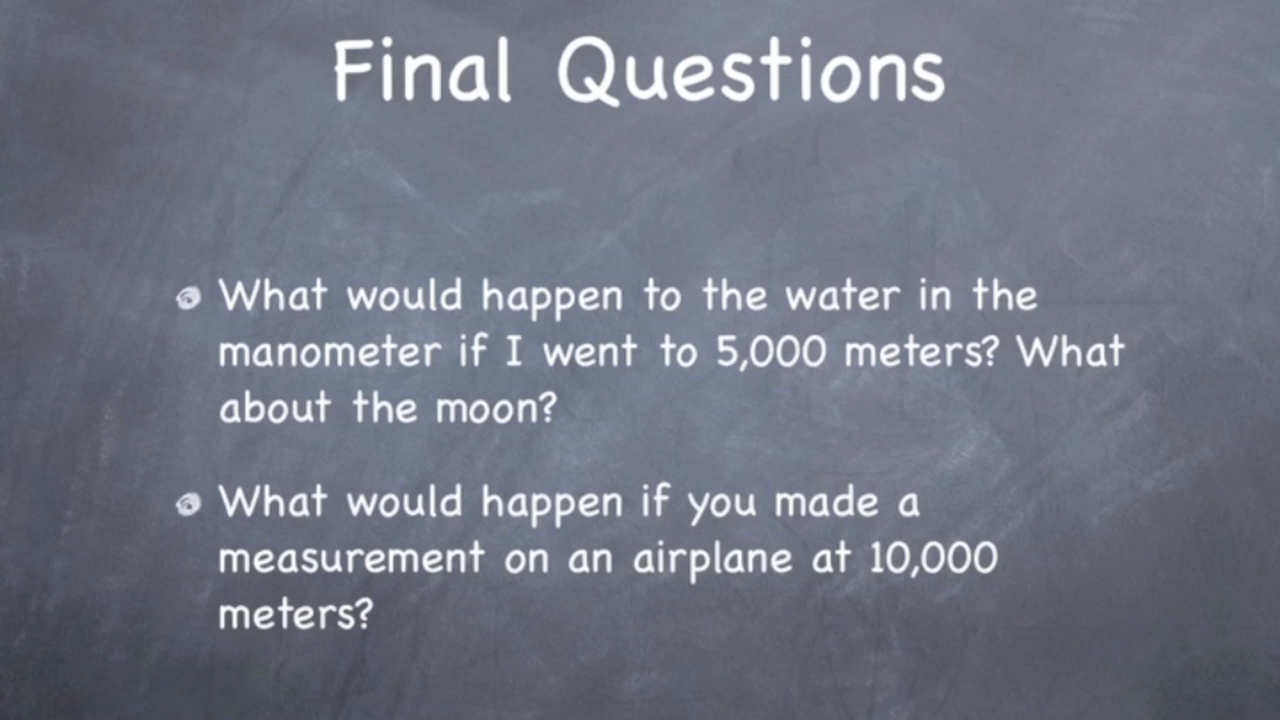 Final Questions
What would happen to the water in the
manometer if I went to 5,000 meters? What
about the moon?
What would happen if you made a
measurement on an airplane at 10,000
meters?